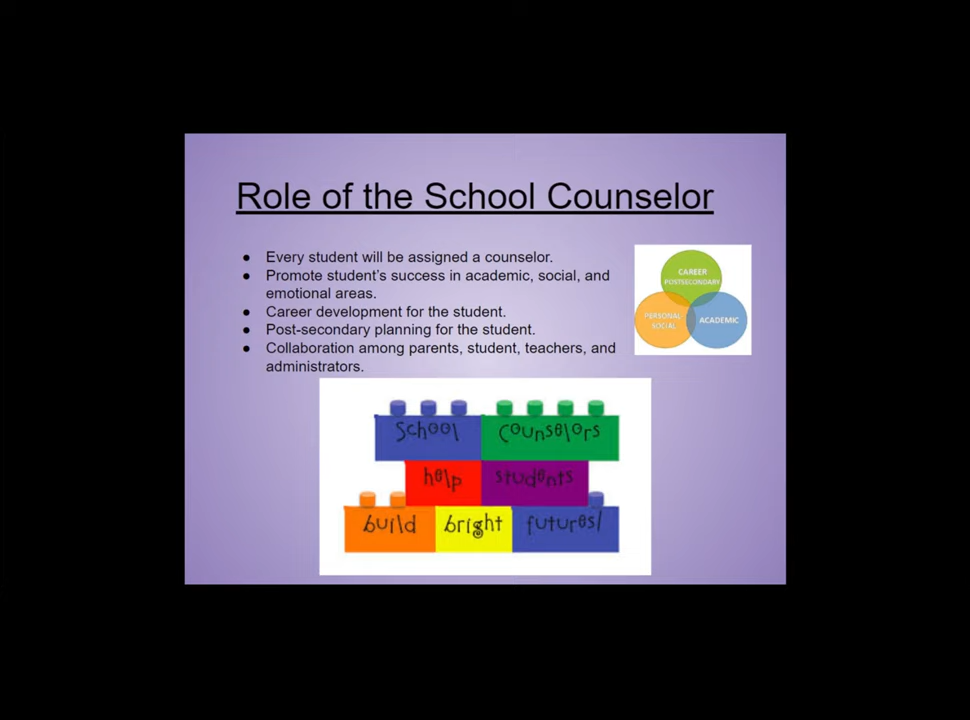 Role of the School Counselor
● Every student will be assigned a counselor.
● Promote student's success in academic, social, and
emotional areas.
● Career development for the student.
● Post-secondary planning for the student.
● Collaboration among parents, student, teachers, and
administrators.
CAREER
POSTSECONDARY
PERSONAL-
SOCIAL
ACADEMIC
School Counselors
help students
build bright futures!